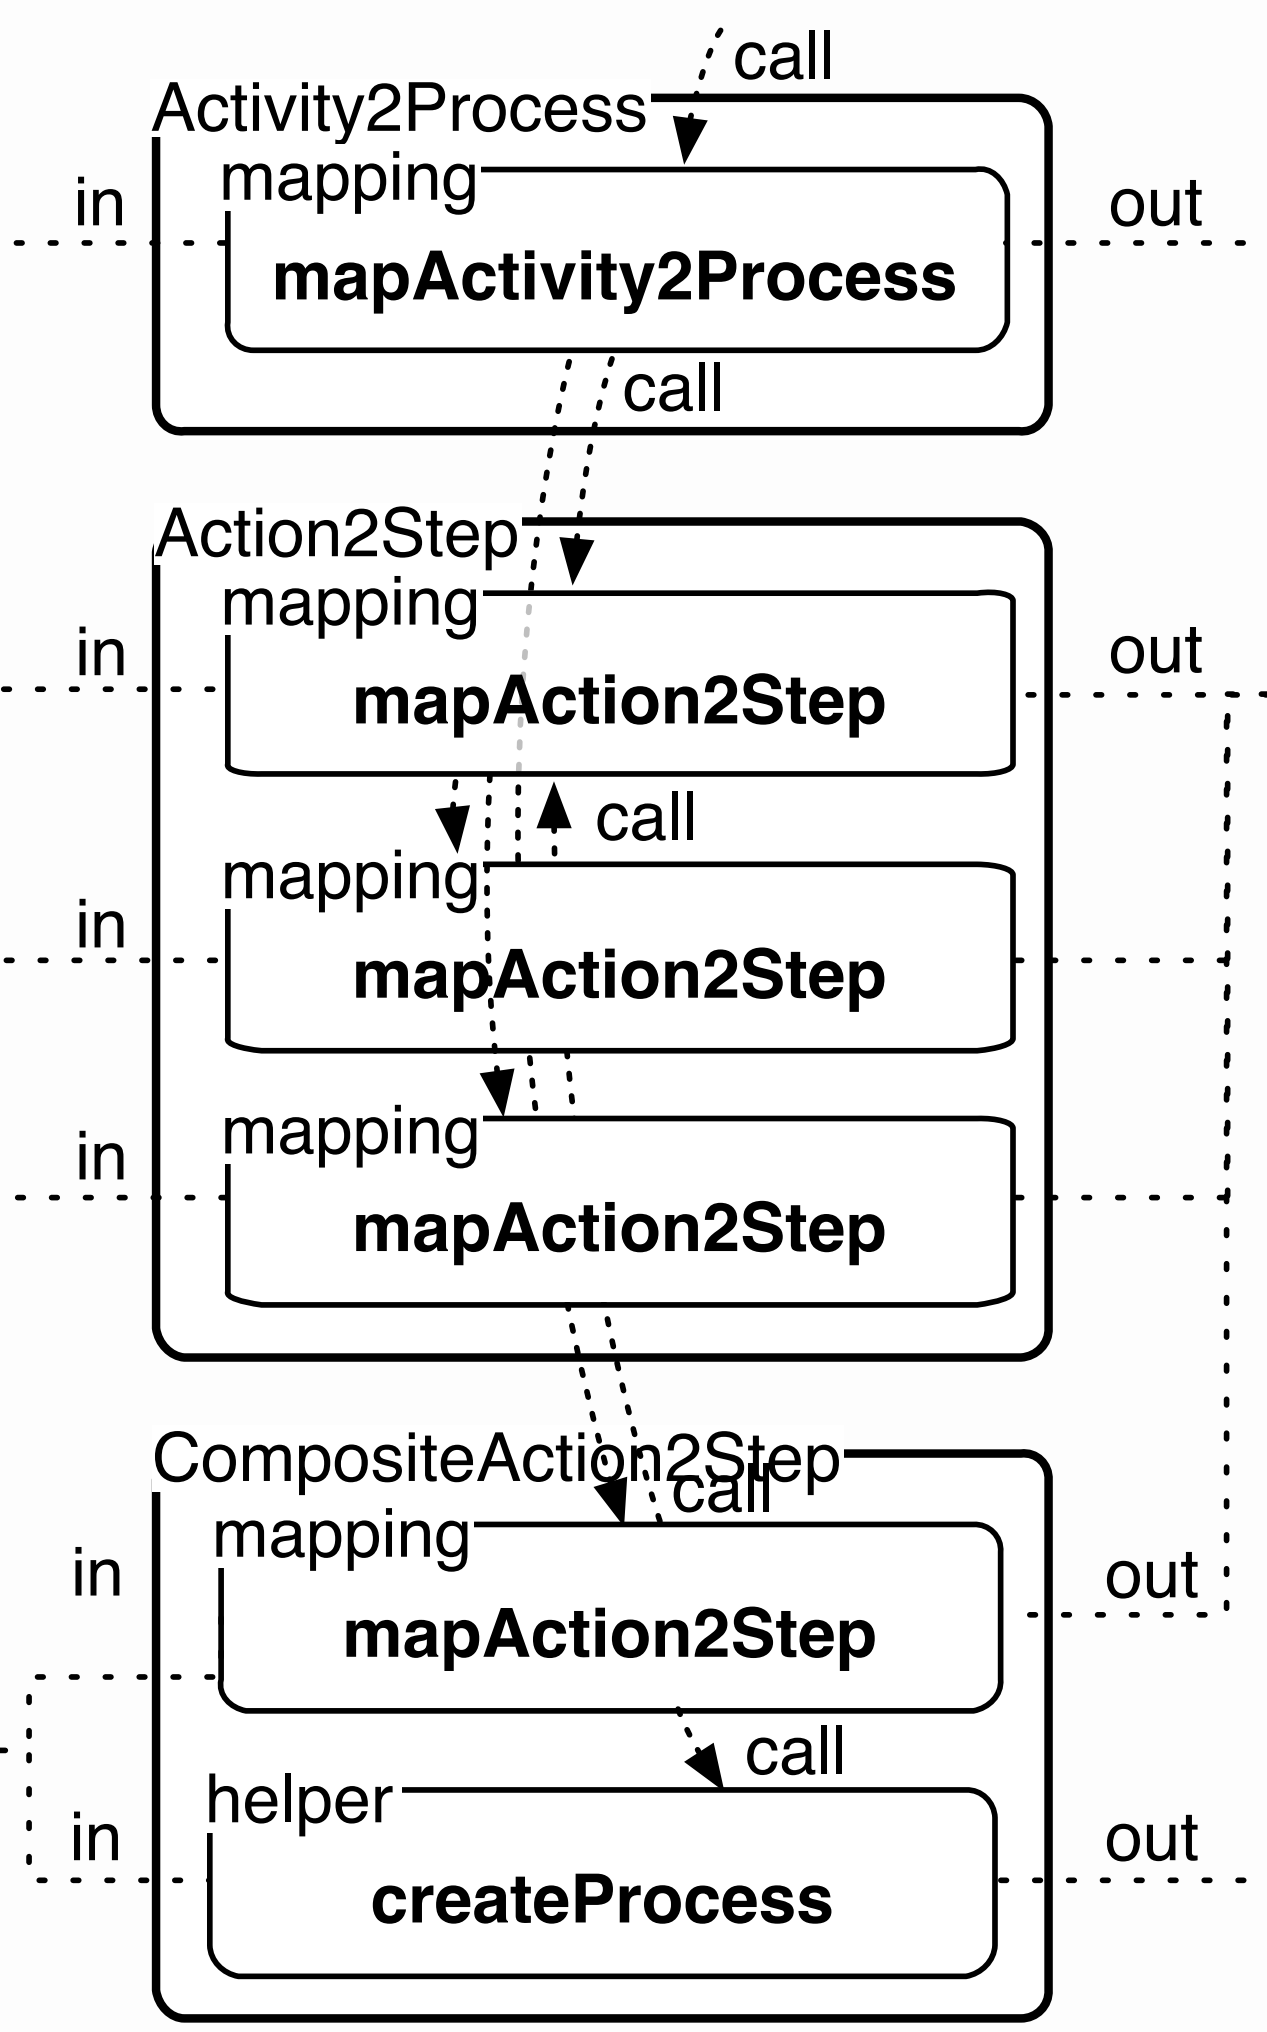 call
Activity2Process
mapping
in
out
mapActivity2Process
call
Action2Step
mapping
in
out
mapAction2Step
call
mapping
in
mapAction2Step
mapping
in
mapAction2Step
CompositeAction2Step
call
mapping
in
out
mapAction2Step
call
helper
in
out
createProcess